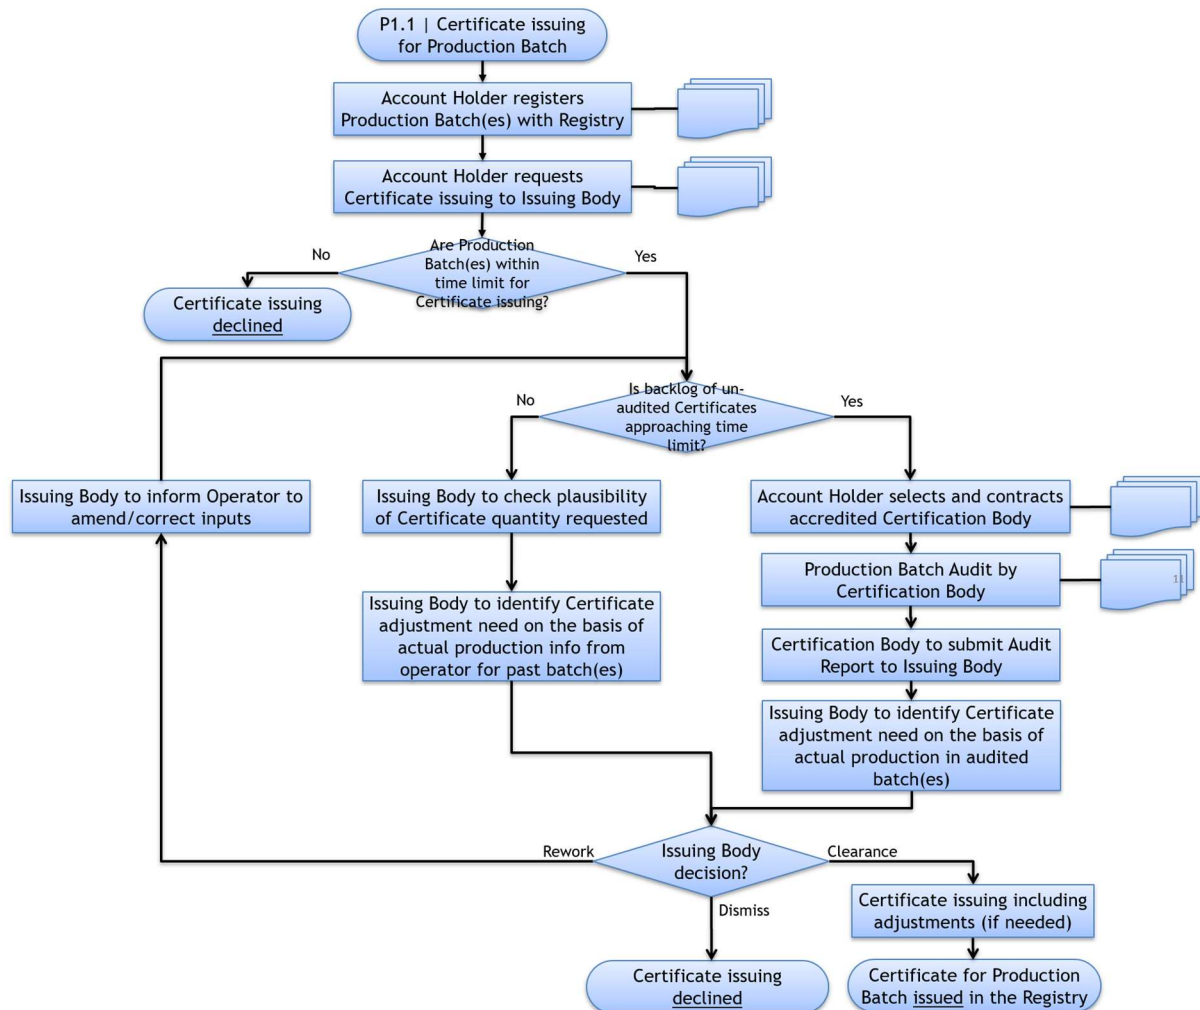 P1.1 | Certificate issuing
for Production Batch
Account Holder registers
Production Batch(es) with Registry
Account Holder requests
Certificate issuing to Issuing Body
Are Production
Batch(es) within
time limit for
Certificate issuing?
No
Yes
Certificate issuing
declined
Is backlog of un-
audited Certificates
approaching time
limit?
No
Yes
Issuing Body to inform Operator to
amend/correct inputs
Issuing Body to check plausibility
of Certificate quantity requested
Account Holder selects and contracts
accredited Certification Body
Production Batch Audit by
Certification Body
11
Issuing Body to identify Certificate
adjustment need on the basis of
actual production info from
operator for past batch(es)
Certification Body to submit Audit
Report to Issuing Body
Issuing Body to identify Certificate
adjustment need on the basis of
actual production in audited
batch(es)
Rework
Issuing Body
decision?
Clearance
Dismiss
Certificate issuing including
adjustments (if needed)
Certificate issuing
declined
Certificate for Production
Batch issued in the Registry